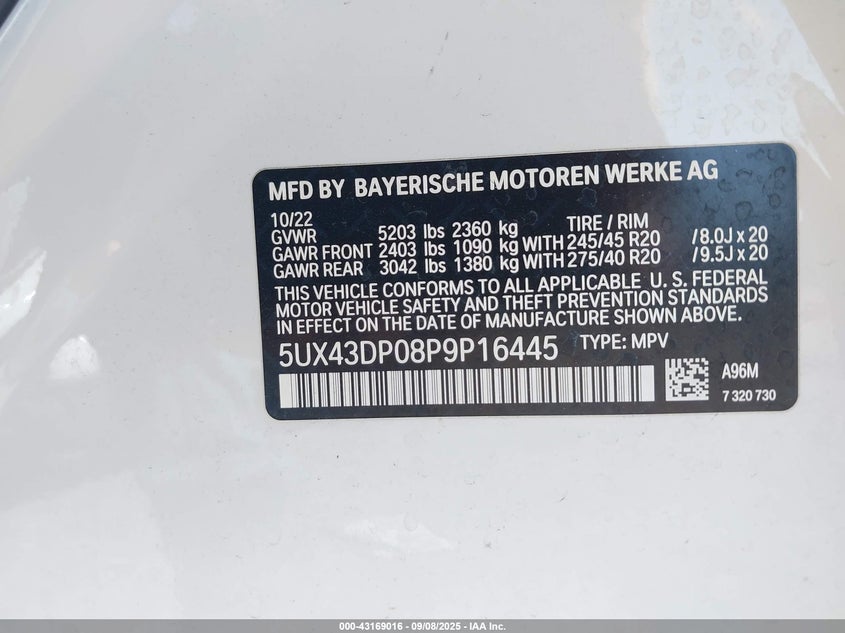 MFD BY BAYERISCHE MOTOREN WERKE AG
10/22
GVWR 5203 lbs 2360 kg TIRE / RIM
GAWR FRONT 2403 lbs 1090 kg WITH 245/45 R20 / 8.0J x 20
GAWR REAR 3042 lbs 1380 kg WITH 275/40 R20 / 9.5J x 20
THIS VEHICLE CONFORMS TO ALL APPLICABLE U. S. FEDERAL
MOTOR VEHICLE SAFETY AND THEFT PREVENTION STANDARDS
IN EFFECT ON THE DATE OF MANUFACTURE SHOWN ABOVE.
5UX43DP08P9P16445 TYPE: MPV
A96M
7 320 730
000-43169016 - 09/08/2025 - IAA Inc.